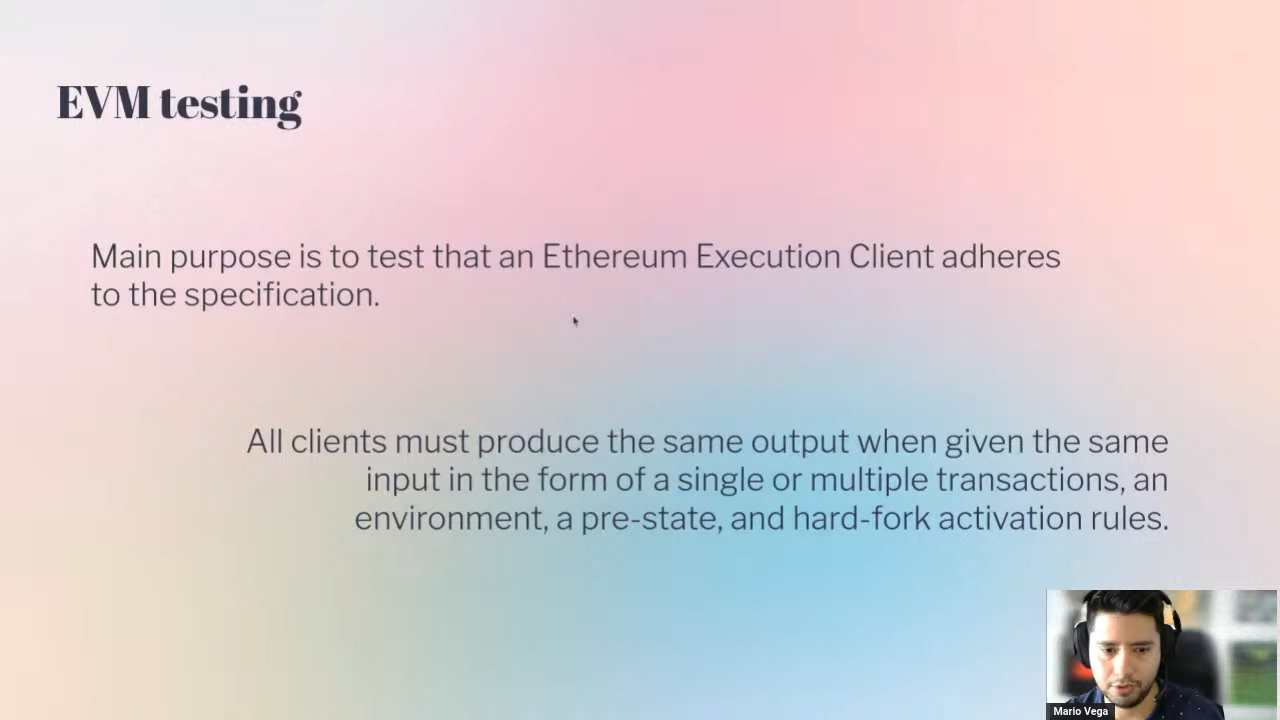 EVM testing
Main purpose is to test that an Ethereum Execution Client adheres
to the specification.
All clients must produce the same output when given the same
input in the form of a single or multiple transactions, an
environment, a pre-state, and hard-fork activation rules.
Mario Vega